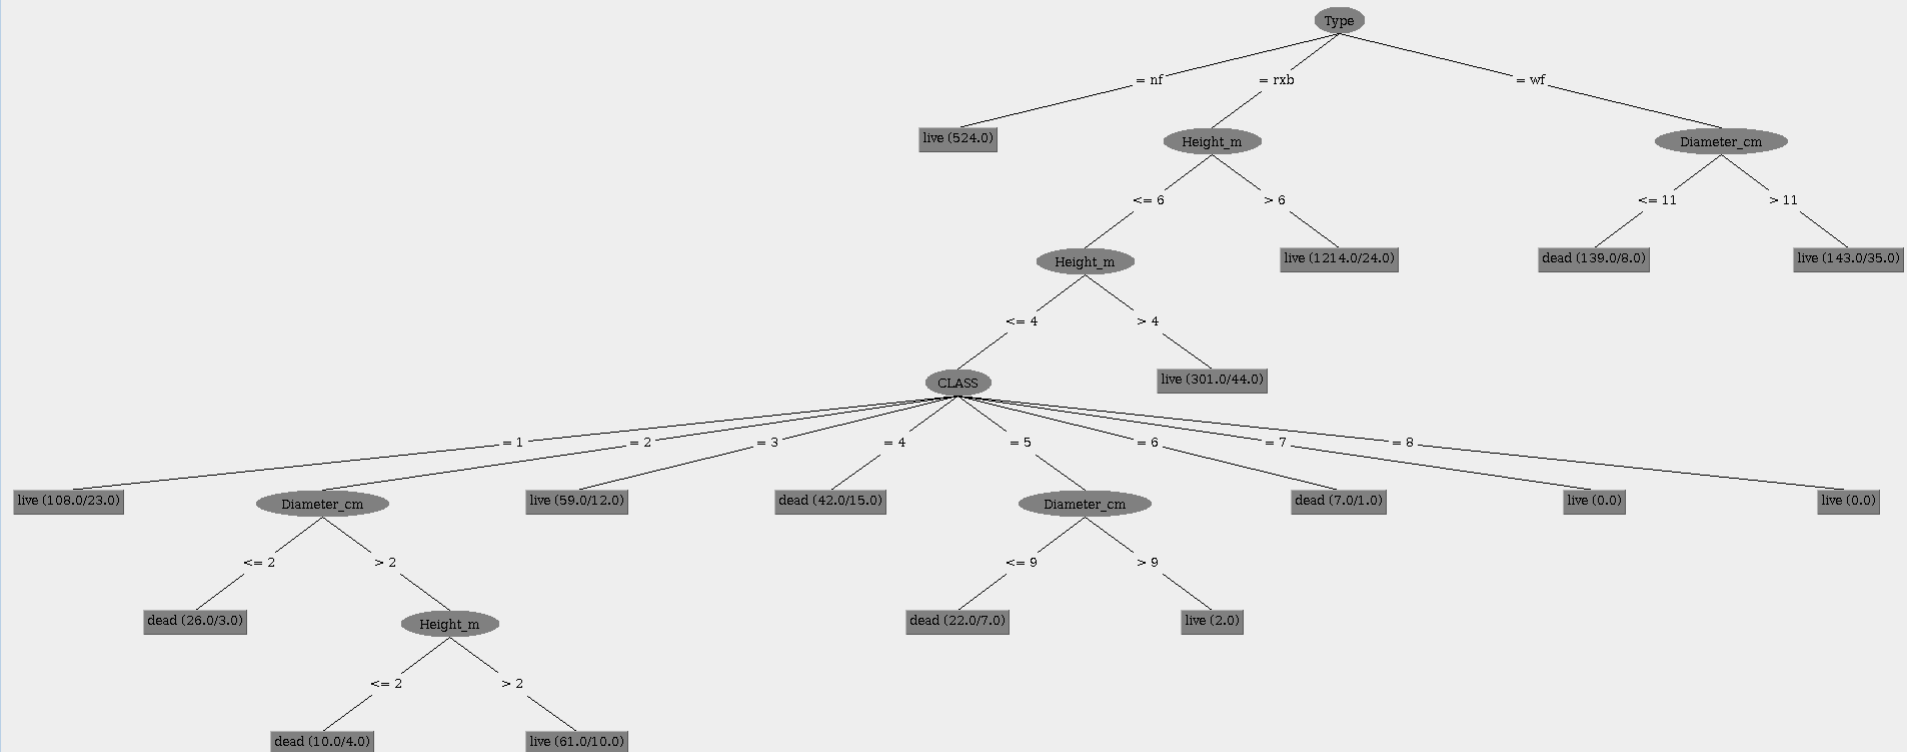 Type
= nf = rxb = wf
live (524.0) Height_m Diameter_cm
<= 6 > 6 <= 11 > 11
Height_m live (1214.0/24.0) dead (139.0/8.0) live (143.0/35.0)
<= 4 > 4
CLASS live (301.0/44.0)
= 1 = 2 = 3 = 4 = 5 = 6 = 7 = 8
live (108.0/23.0) Diameter_cm live (59.0/12.0) dead (42.0/15.0) Diameter_cm dead (7.0/1.0) live (0.0) live (0.0)
<= 2 > 2 <= 9 > 9
dead (26.0/3.0) Height_m dead (22.0/7.0) live (2.0)
<= 2 > 2
dead (10.0/4.0) live (61.0/10.0)